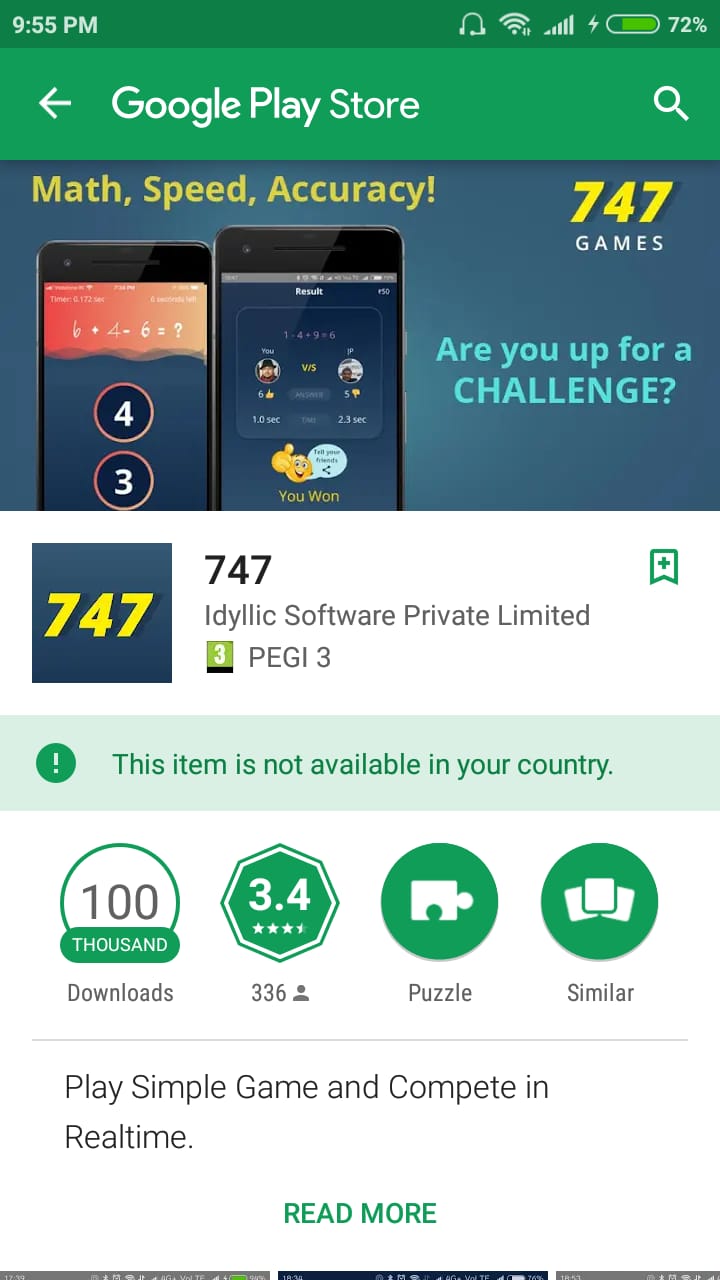 9:55 PM 72%
Google Play Store
Math, Speed, Accuracy!
747
GAMES
Timer: 0.172 sec 6 seconds left
6 + 4 - 6 = ?
4
3
Result ₹50
1 - 4 + 9 = 6
You JP
V/S
6 ANSWER 5
1.0 sec TIME 2.3 sec
Tell your
friends
You Won
Are you up for a
CHALLENGE?
747
747
Idyllic Software Private Limited
3 PEGI 3
! This item is not available in your country.
100
THOUSAND
Downloads
3.4
336
Puzzle
Similar
Play Simple Game and Compete in
Realtime.
READ MORE